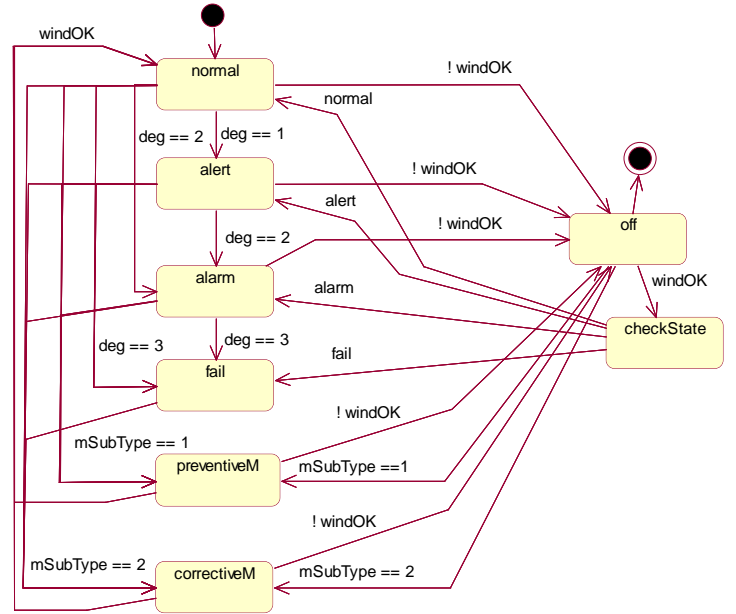 windOK
normal
! windOK
normal
deg == 2
deg == 1
alert
alert
! windOK
off
deg == 2
! windOK
windOK
alarm
alarm
checkState
deg == 3
deg == 3
fail
fail
! windOK
mSubType == 1
preventiveM
mSubType ==1
! windOK
mSubType == 2
correctiveM
mSubType == 2